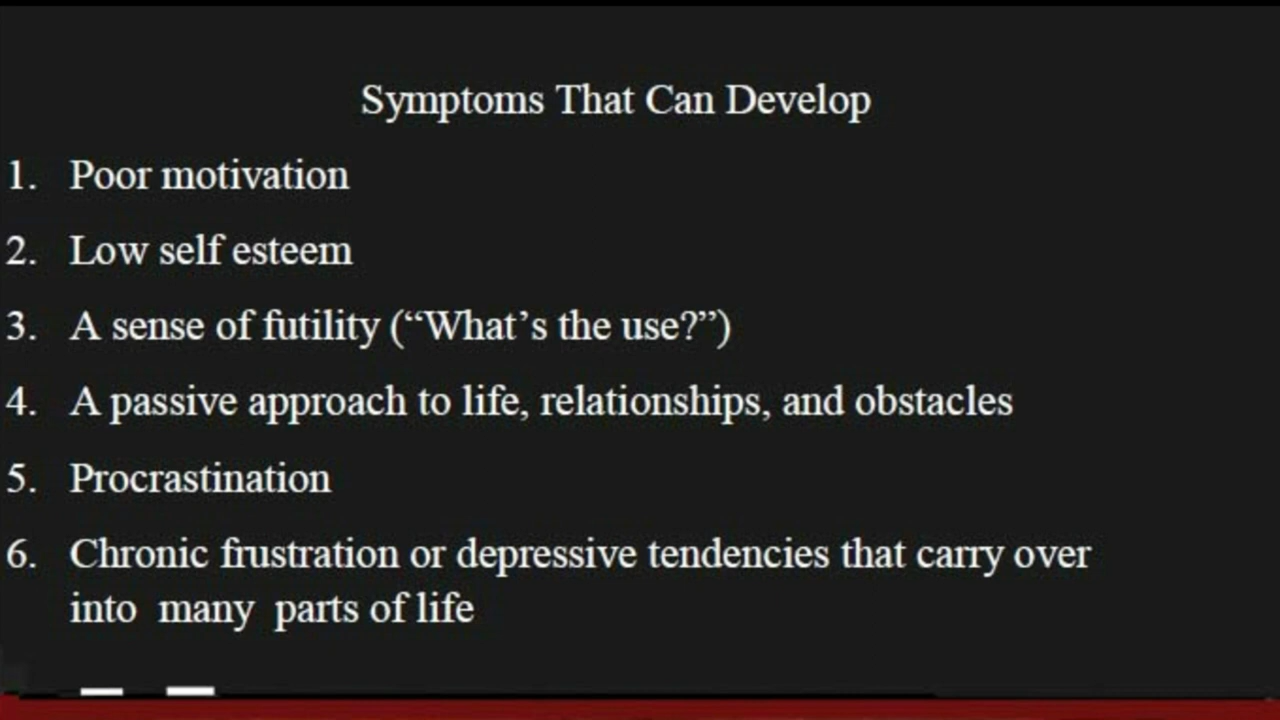 Symptoms That Can Develop
1. Poor motivation
2. Low self esteem
3. A sense of futility (“What’s the use?”)
4. A passive approach to life, relationships, and obstacles
5. Procrastination
6. Chronic frustration or depressive tendencies that carry over
into many parts of life